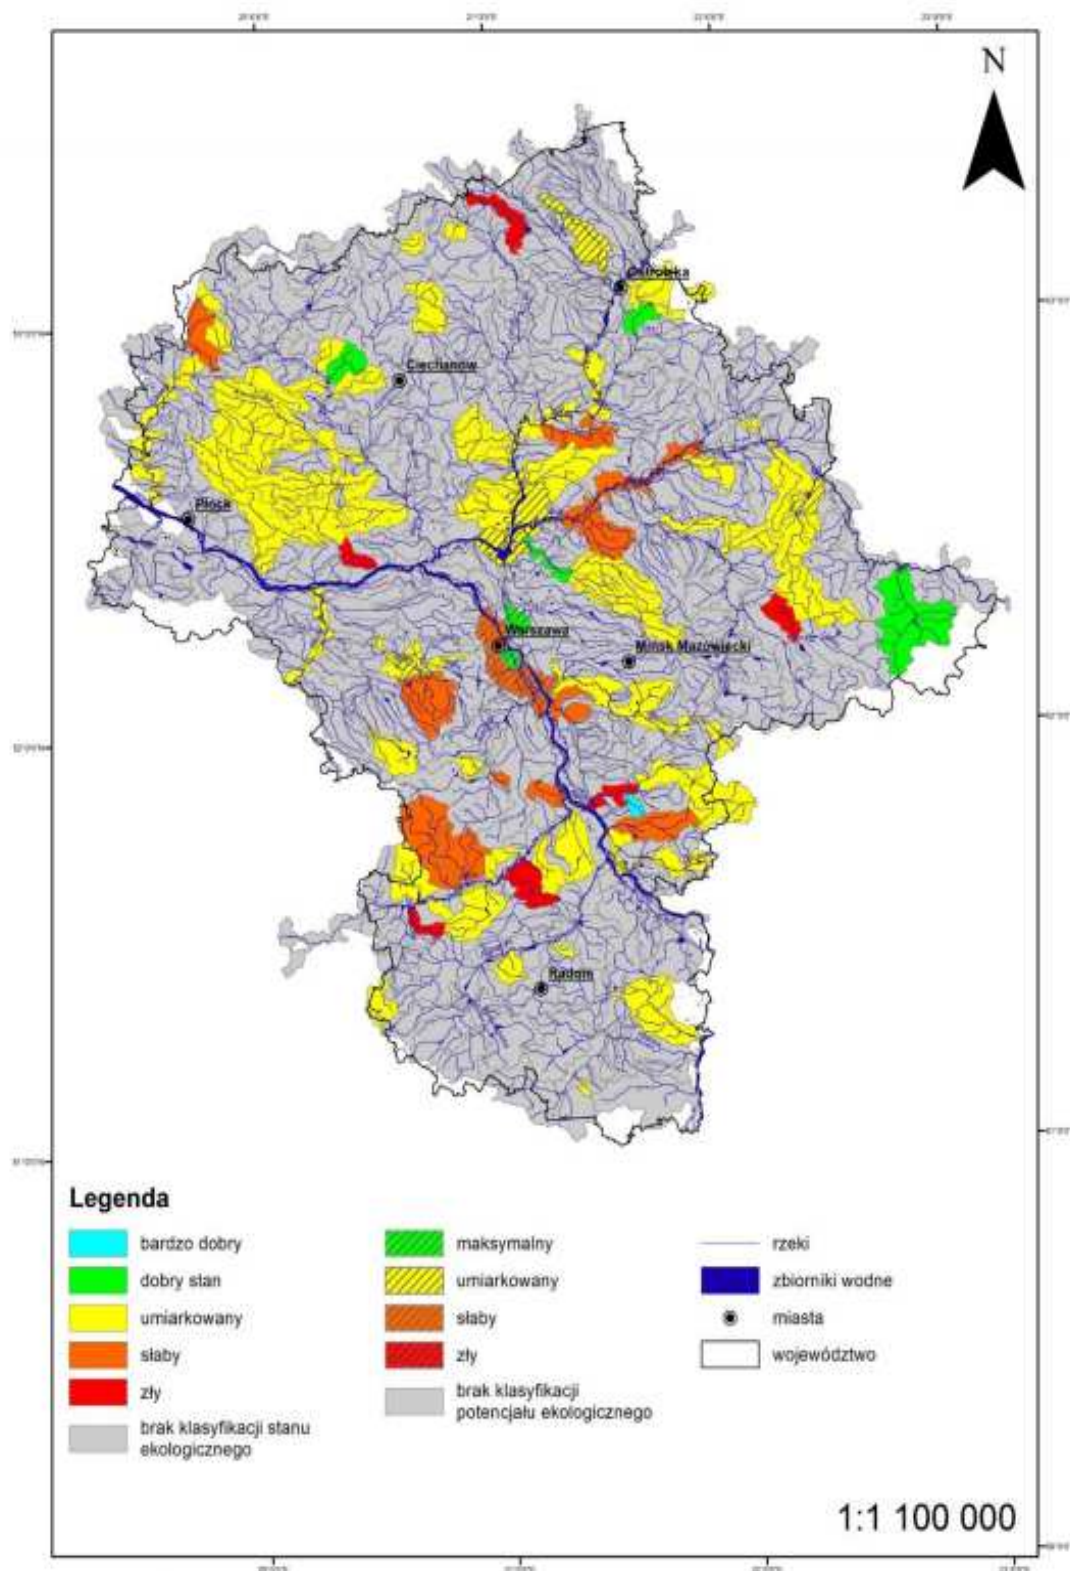 N
Ostrołęka
Ciechanów
Płock
Warszawa
Mińsk Mazowiecki
Radom
Legenda
bardzo dobry
dobry stan
umiarkowany
słaby
zły
brak klasyfikacji stanu
ekologicznego
maksymalny
umiarkowany
słaby
zły
brak klasyfikacji
potencjału ekologicznego
rzeki
zbiorniki wodne
miasta
województwo
1:1 100 000